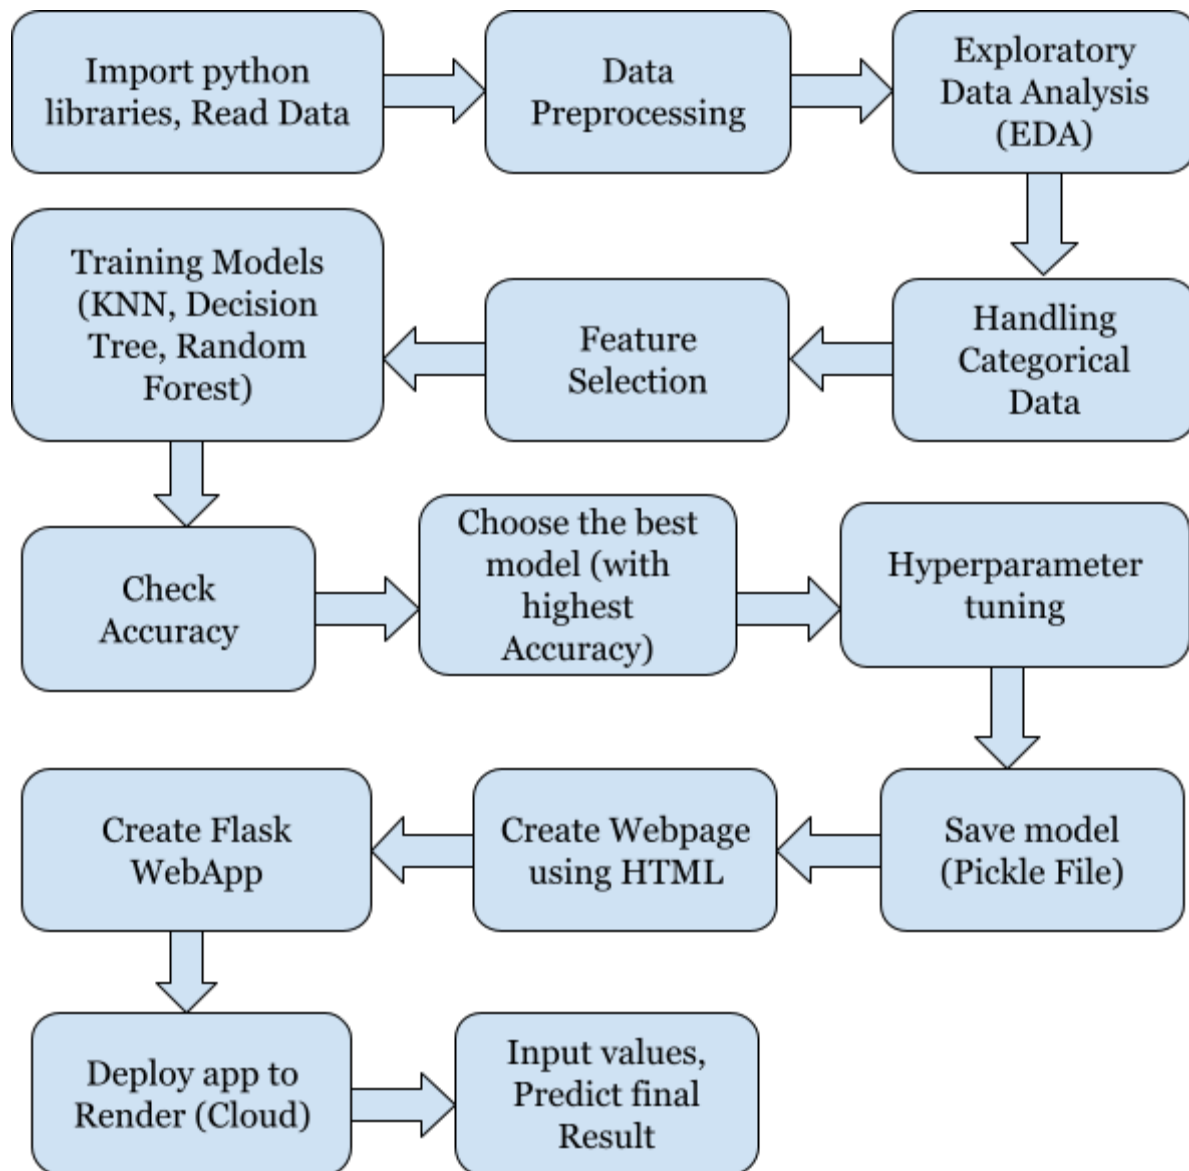 Import python
libraries, Read Data
Data
Preprocessing
Exploratory
Data Analysis
(EDA)
Handling
Categorical
Data
Feature
Selection
Training Models
(KNN, Decision
Tree, Random
Forest)
Check
Accuracy
Choose the best
model (with
highest
Accuracy)
Hyperparameter
tuning
Save model
(Pickle File)
Create Webpage
using HTML
Create Flask
WebApp
Deploy app to
Render (Cloud)
Input values,
Predict final
Result